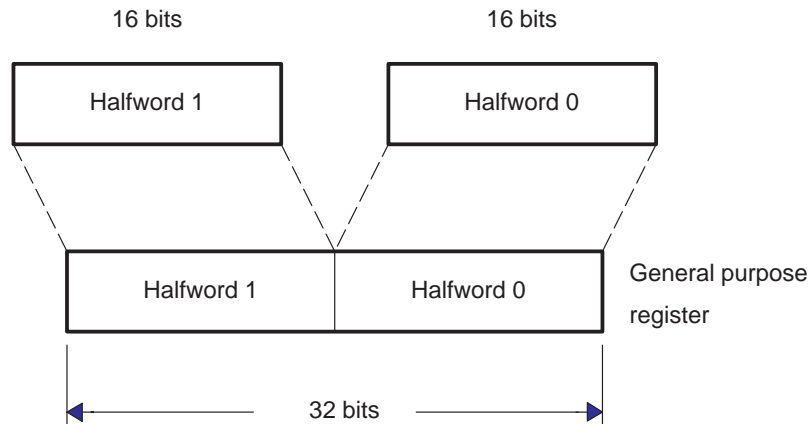 16 bits
16 bits
Halfword 1
Halfword 0
Halfword 1
Halfword 0
General purpose
register
32 bits